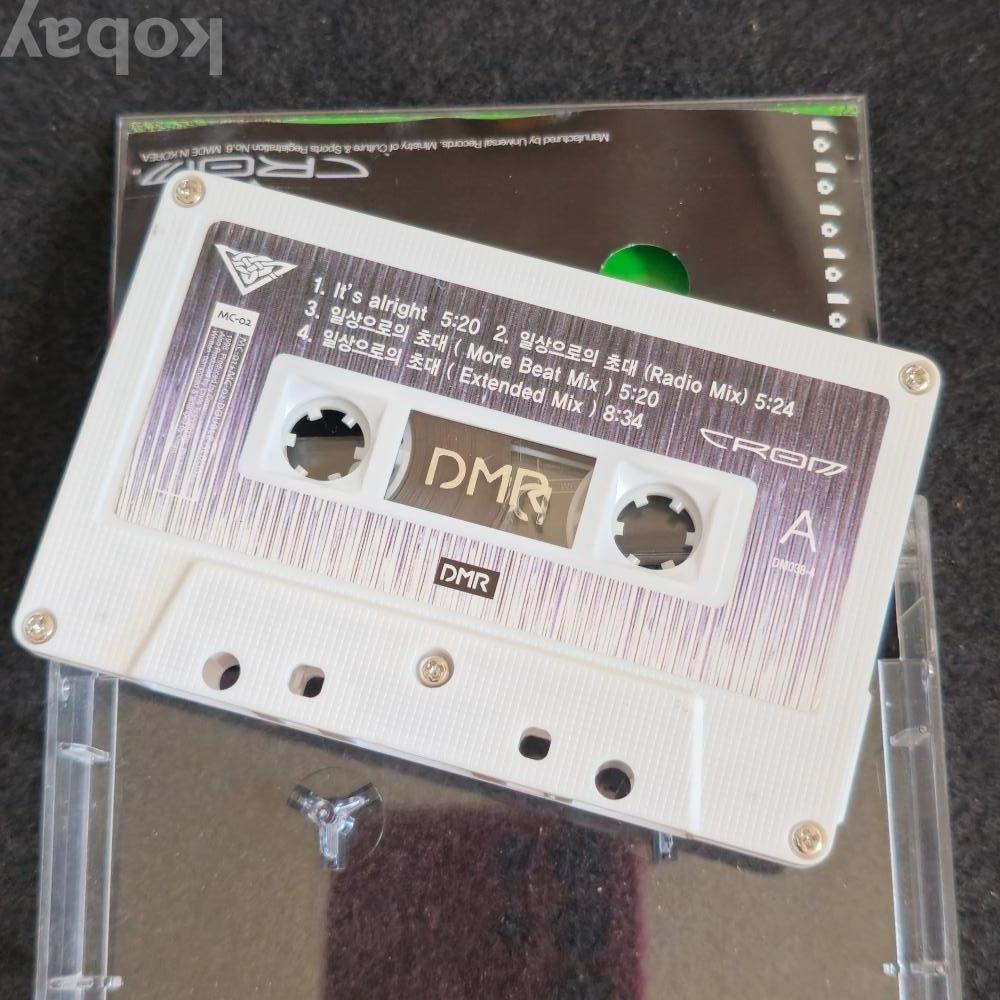 kobay
Manufactured by Universal Records. Ministry of Culture & Sports Registration No.6 MADE IN KOREA
CROM
MC-02
1. It's alright 5:20 2. 일상으로의 초대 (Radio Mix) 5:24
3. 일상으로의 초대 ( More Beat Mix ) 5:20
4. 일상으로의 초대 ( Extended Mix ) 8:34
CROM
DMR
A
DM038-4
DMR